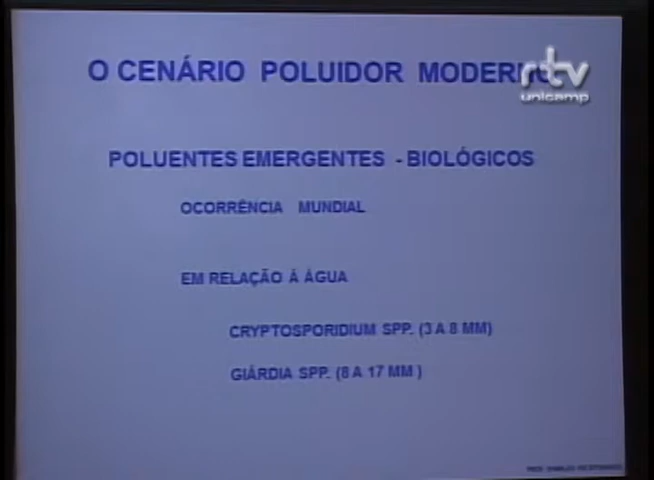 O CENÁRIO POLUIDOR MODERNO
rtv
unicamp
POLUENTES EMERGENTES - BIOLÓGICOS
OCORRÊNCIA MUNDIAL
EM RELAÇÃO Á ÁGUA
CRYPTOSPORIDIUM SPP. (3 A 8 MM)
GIÁRDIA SPP. (8 A 17 MM )